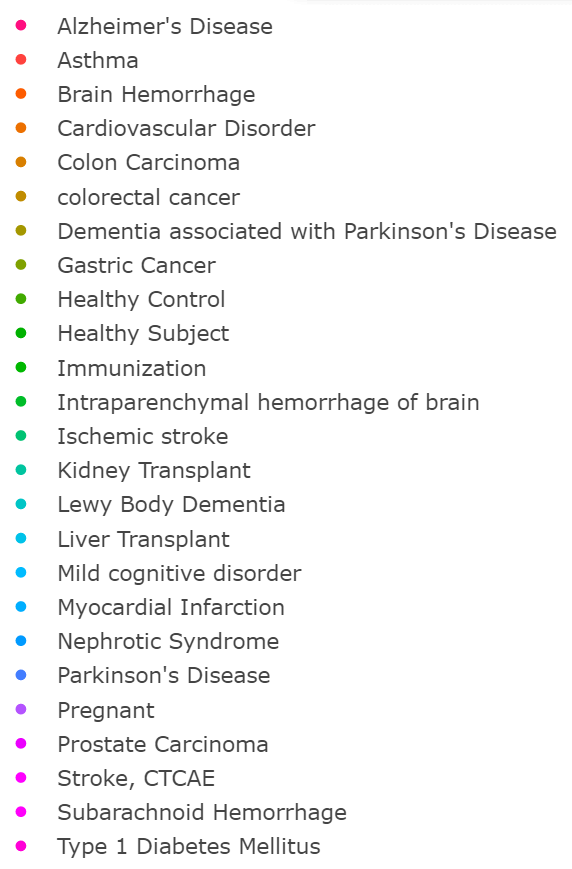 Alzheimer's Disease
Asthma
Brain Hemorrhage
Cardiovascular Disorder
Colon Carcinoma
colorectal cancer
Dementia associated with Parkinson's Disease
Gastric Cancer
Healthy Control
Healthy Subject
Immunization
Intraparenchymal hemorrhage of brain
Ischemic stroke
Kidney Transplant
Lewy Body Dementia
Liver Transplant
Mild cognitive disorder
Myocardial Infarction
Nephrotic Syndrome
Parkinson's Disease
Pregnant
Prostate Carcinoma
Stroke, CTCAE
Subarachnoid Hemorrhage
Type 1 Diabetes Mellitus